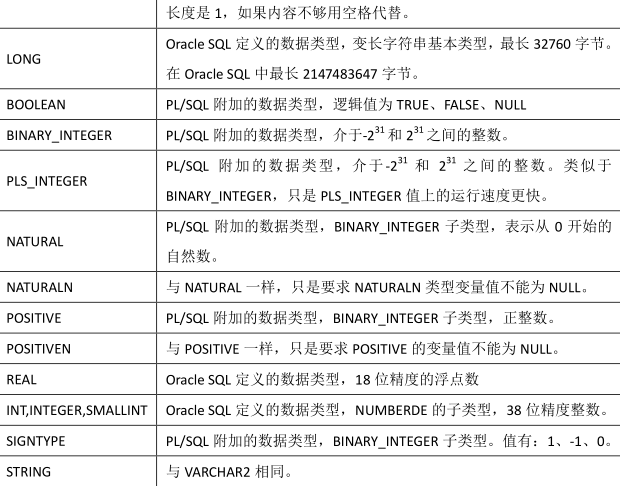 长度是 1，如果内容不够用空格代替。
LONG
Oracle SQL 定义的数据类型，变长字符串基本类型，最长 32760 字节。
在 Oracle SQL 中最长 2147483647 字节。
BOOLEAN
PL/SQL 附加的数据类型，逻辑值为 TRUE、FALSE、NULL
BINARY_INTEGER
PL/SQL 附加的数据类型，介于-2³¹和 2³¹之间的整数。
PLS_INTEGER
PL/SQL 附加的数据类型，介于-2³¹ 和 2³¹ 之间的整数。类似于
BINARY_INTEGER，只是 PLS_INTEGER 值上的运行速度更快。
NATURAL
PL/SQL 附加的数据类型，BINARY_INTEGER 子类型，表示从 0 开始的
自然数。
NATURALN
与 NATURAL 一样，只是要求 NATURALN 类型变量值不能为 NULL。
POSITIVE
PL/SQL 附加的数据类型，BINARY_INTEGER 子类型，正整数。
POSITIVEN
与 POSITIVE 一样，只是要求 POSITIVE 的变量值不能为 NULL。
REAL
Oracle SQL 定义的数据类型，18 位精度的浮点数
INT,INTEGER,SMALLINT
Oracle SQL 定义的数据类型，NUMBERDE 的子类型，38 位精度整数。
SIGNTYPE
PL/SQL 附加的数据类型，BINARY_INTEGER 子类型。值有：1、-1、0。
STRING
与 VARCHAR2 相同。